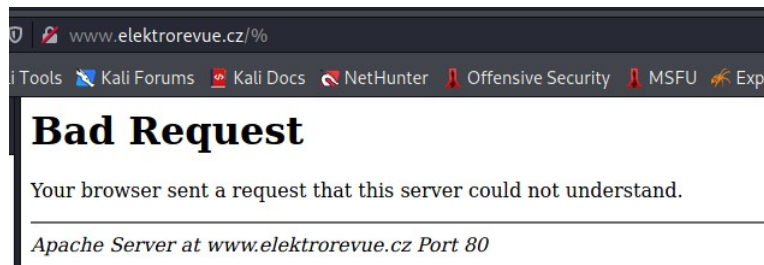 www.elektrorevue.cz/%
Tools Kali Forums Kali Docs NetHunter Offensive Security MSFU Exp
Bad Request
Your browser sent a request that this server could not understand.
Apache Server at www.elektrorevue.cz Port 80